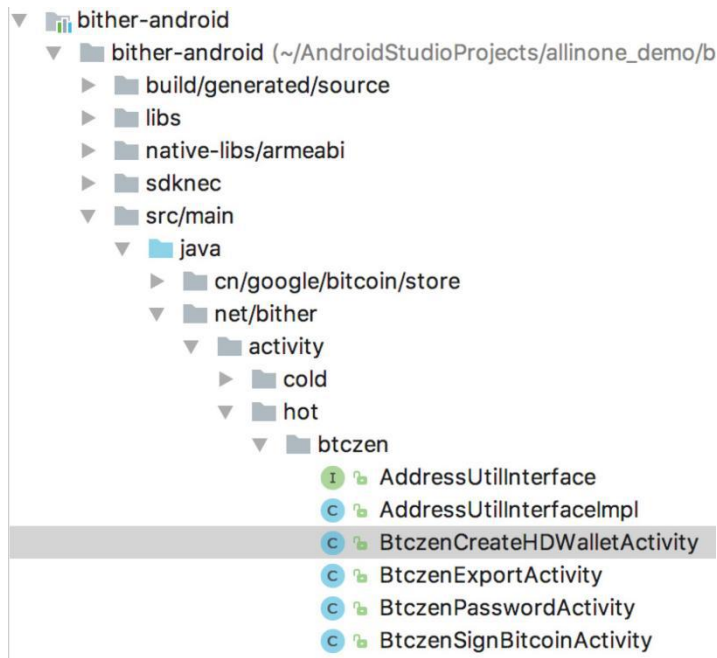 bither-android
bither-android (~/AndroidStudioProjects/allinone_demo/b
build/generated/source
libs
native-libs/armeabi
sdknec
src/main
java
cn/google/bitcoin/store
net/bither
activity
cold
hot
btczen
I AddressUtilInterface
C AddressUtilInterfaceImpl
C BtczenCreateHDWalletActivity
C BtczenExportActivity
C BtczenPasswordActivity
C BtczenSignBitcoinActivity